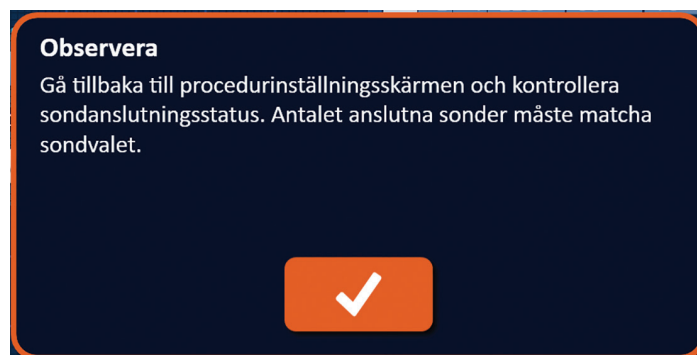 Observera
Gå tillbaka till procedurinställningsskärmen och kontrollera
sondanslutningsstatus. Antalet anslutna sonder måste matcha
sondvalet.